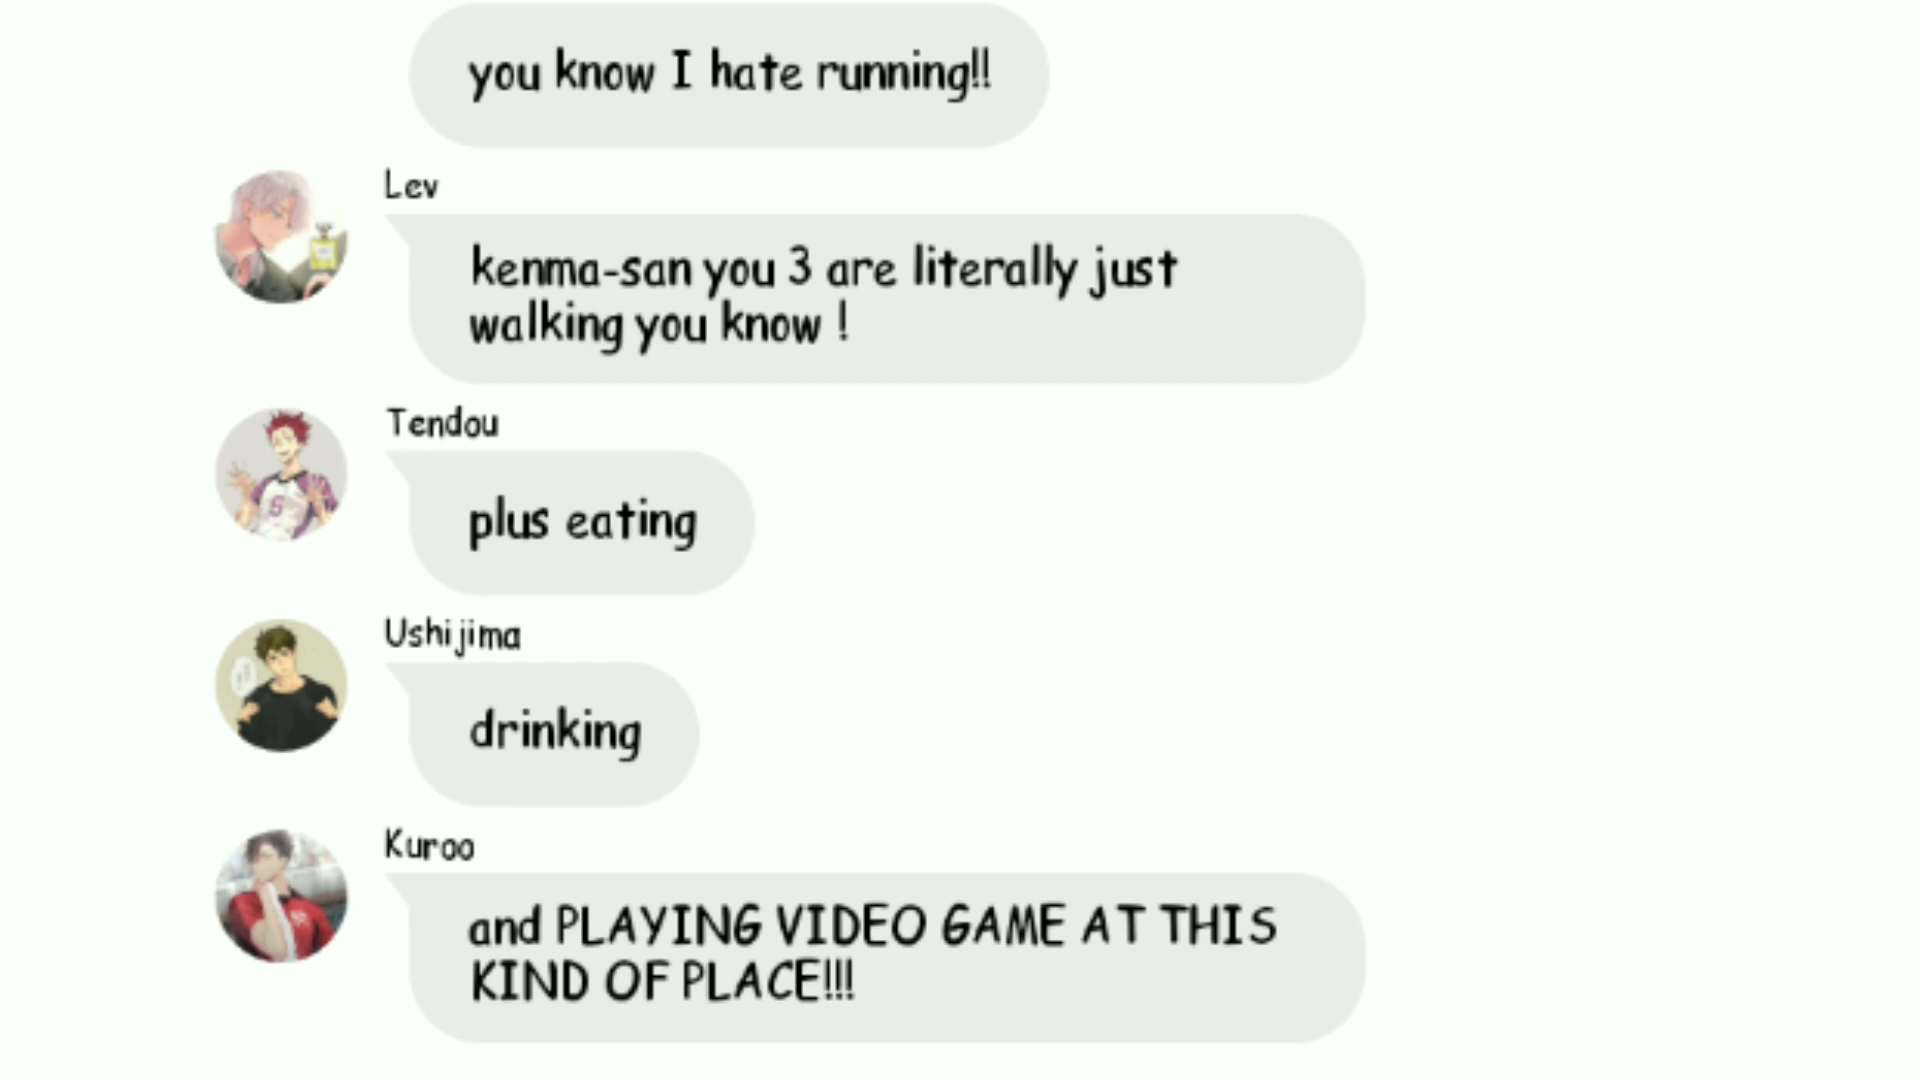 you know I hate running!!
Lev
kenma-san you 3 are literally just
walking you know !
Tendou
plus eating
Ushijima
drinking
Kuroo
and PLAYING VIDEO GAME AT THIS
KIND OF PLACE!!!